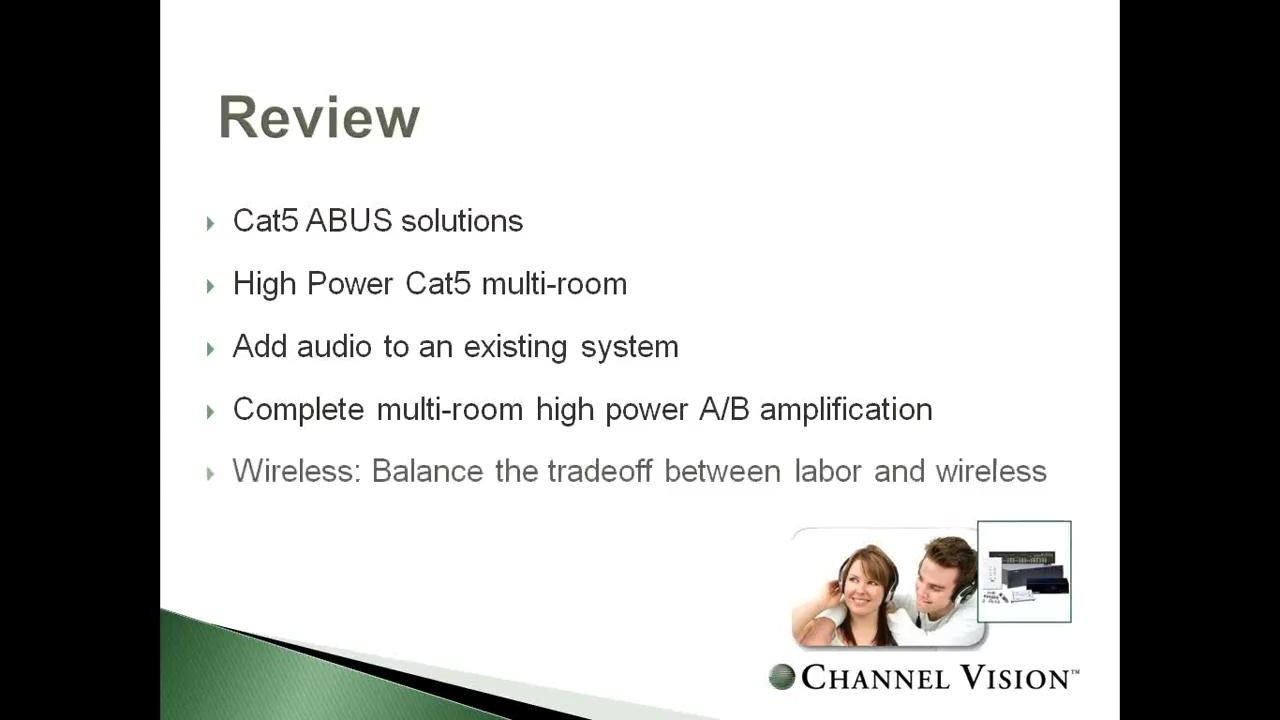 Review
Cat5 ABUS solutions
High Power Cat5 multi-room
Add audio to an existing system
Complete multi-room high power A/B amplification
Wireless: Balance the tradeoff between labor and wireless
CHANNEL VISION™